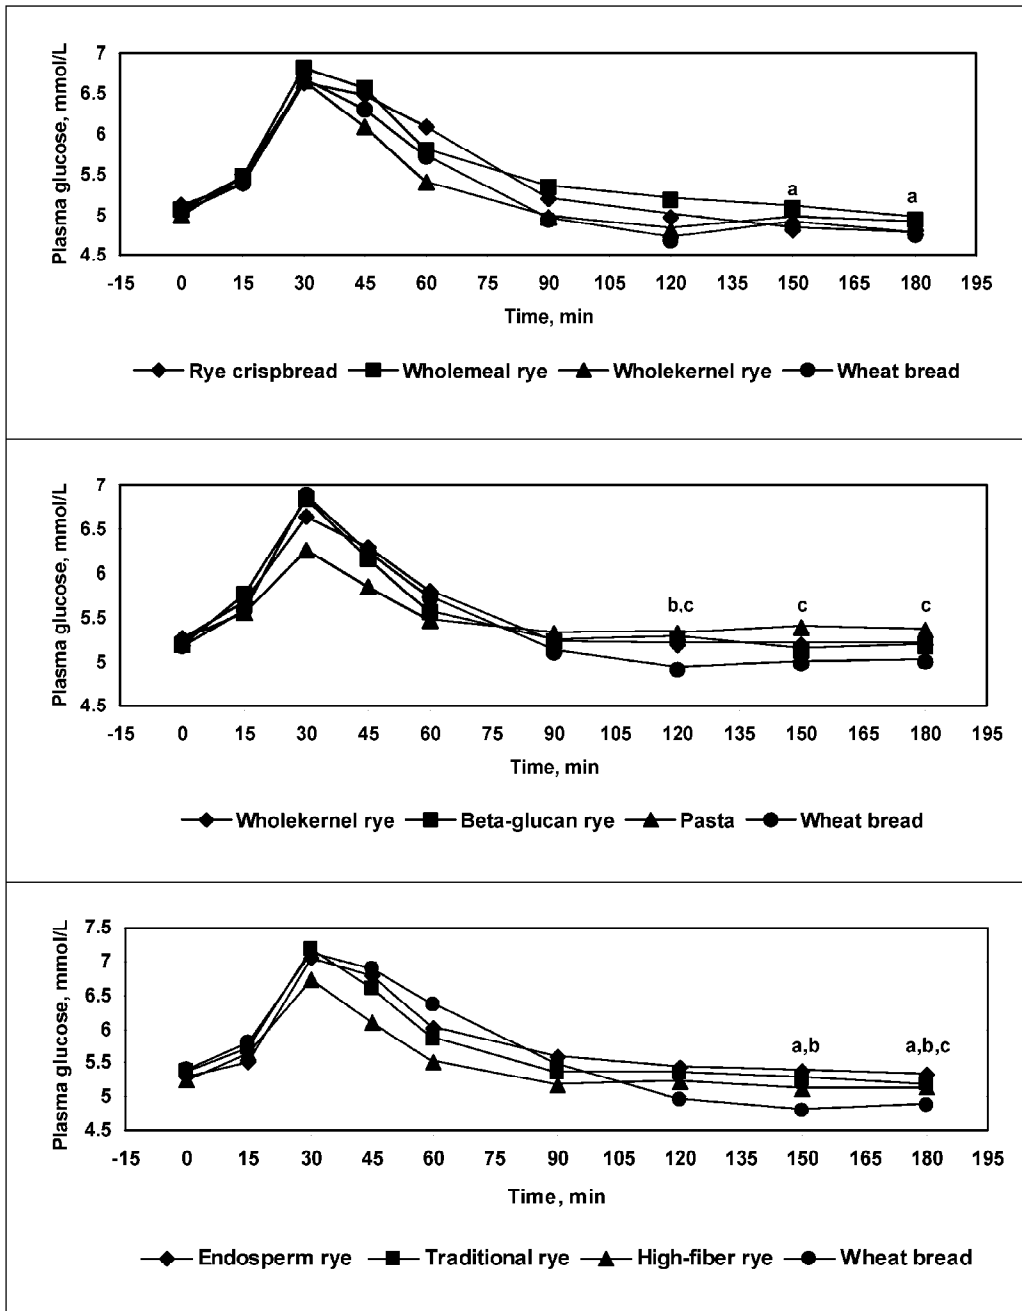 Plasma glucose, mmol/L
7
6.5
6
5.5
5
4.5
a
a
-15 0 15 30 45 60 75 90 105 120 135 150 165 180 195
Time, min
Rye crispbread Wholemeal rye Wholekernel rye Wheat bread
Plasma glucose, mmol/L
7
6.5
6
5.5
5
4.5
b,c
c
c
-15 0 15 30 45 60 75 90 105 120 135 150 165 180 195
Time, min
Wholekernel rye Beta-glucan rye Pasta Wheat bread
Plasma glucose, mmol/L
7.5
7
6.5
6
5.5
5
4.5
a,b
a,b,c
-15 0 15 30 45 60 75 90 105 120 135 150 165 180 195
Time, min
Endosperm rye Traditional rye High-fiber rye Wheat bread